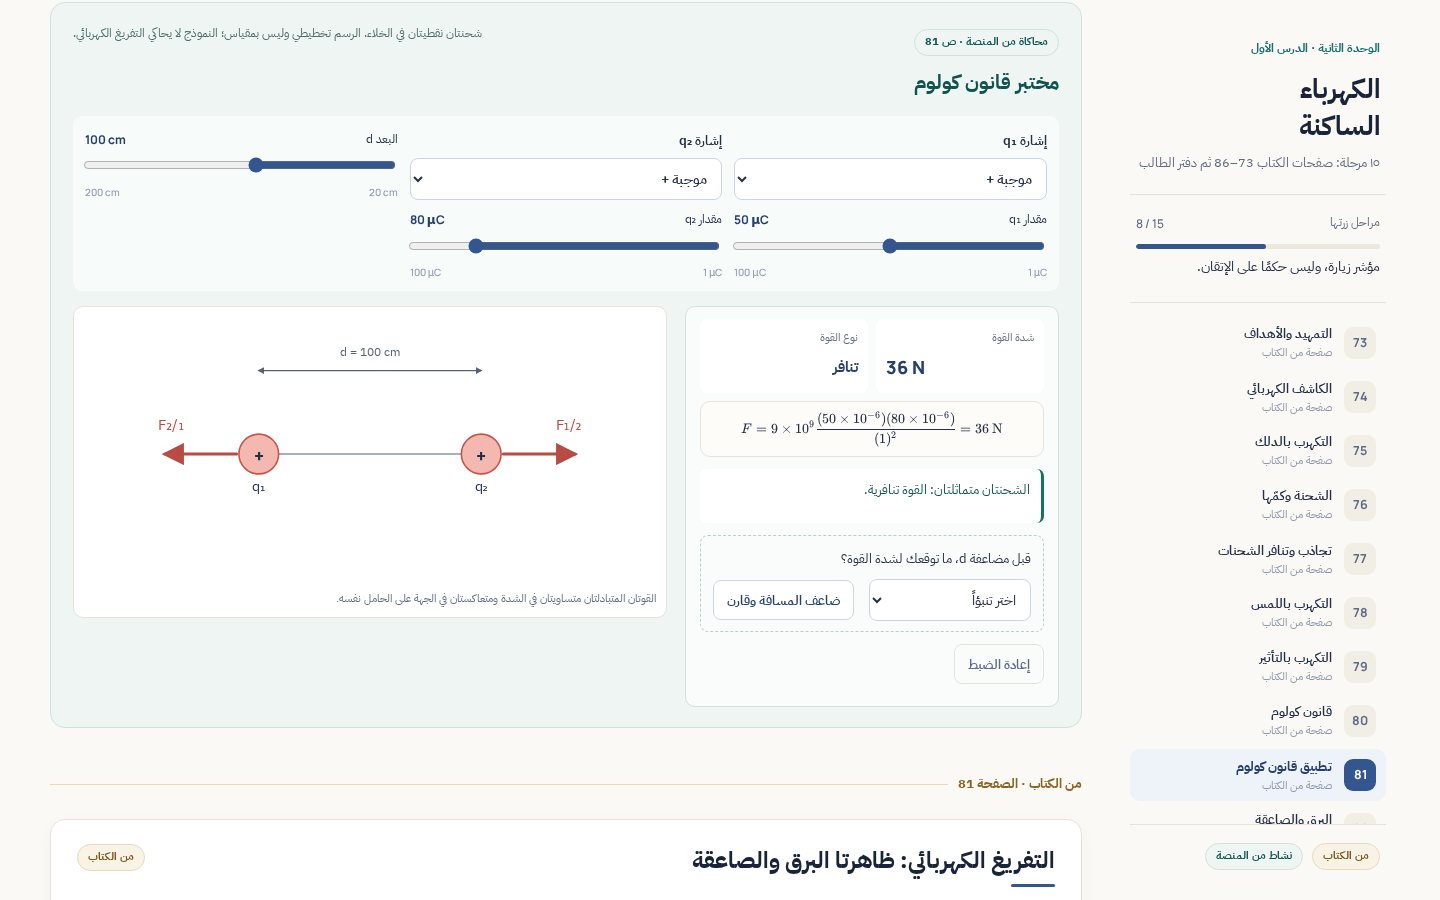 الوحدة الثانية · الدرس الأول
الكهرباء
الساكنة
١٥ مرحلة: صفحات الكتاب 73–86 ثم دفتر الطالب
مراحل زرتها
8 / 15
مؤشر زيارة، وليس حكمًا على الإتقان.
73
التمهيد والأهداف
صفحة من الكتاب
74
الكاشف الكهربائي
صفحة من الكتاب
75
التكهرب بالدلك
صفحة من الكتاب
76
الشحنة وكمّها
صفحة من الكتاب
77
تجاذب وتنافر الشحنات
صفحة من الكتاب
78
التكهرب باللمس
صفحة من الكتاب
79
التكهرب بالتأثير
صفحة من الكتاب
80
قانون كولوم
صفحة من الكتاب
81
تطبيق قانون كولوم
صفحة من الكتاب
البرق والصاعقة
من الكتاب
نشاط من المنصة
محاكاة من المنصة · ص 81
شحنتان نقطيتان في الخلاء. الرسم تخطيطي وليس بمقياس؛ النموذج لا يحاكي التفريغ الكهربائي.
مختبر قانون كولوم
إشارة q₁
موجبة +
إشارة q₂
موجبة +
البعد d
100 cm
20 cm
200 cm
مقدار q₁
50 µC
1 µC
100 µC
مقدار q₂
80 µC
1 µC
100 µC
شدة القوة
36 N
نوع القوة
تنافر
F = 9 × 10⁹ (50 × 10⁻⁶)(80 × 10⁻⁶) / (1)² = 36 N
الشحنتان متماثلتان: القوة تنافرية.
قبل مضاعفة d، ما توقعك لشدة القوة؟
اختر تنبؤاً
ضاعف المسافة وقارن
إعادة الضبط
d = 100 cm
F₂/₁
F₁/₂
+
+
q₁
q₂
القوتان المتبادلتان متساويتان في الشدة ومتعاكستان في الجهة على الحامل نفسه.
من الكتاب · الصفحة 81
التفريغ الكهربائي: ظاهرتا البرق والصاعقة
من الكتاب